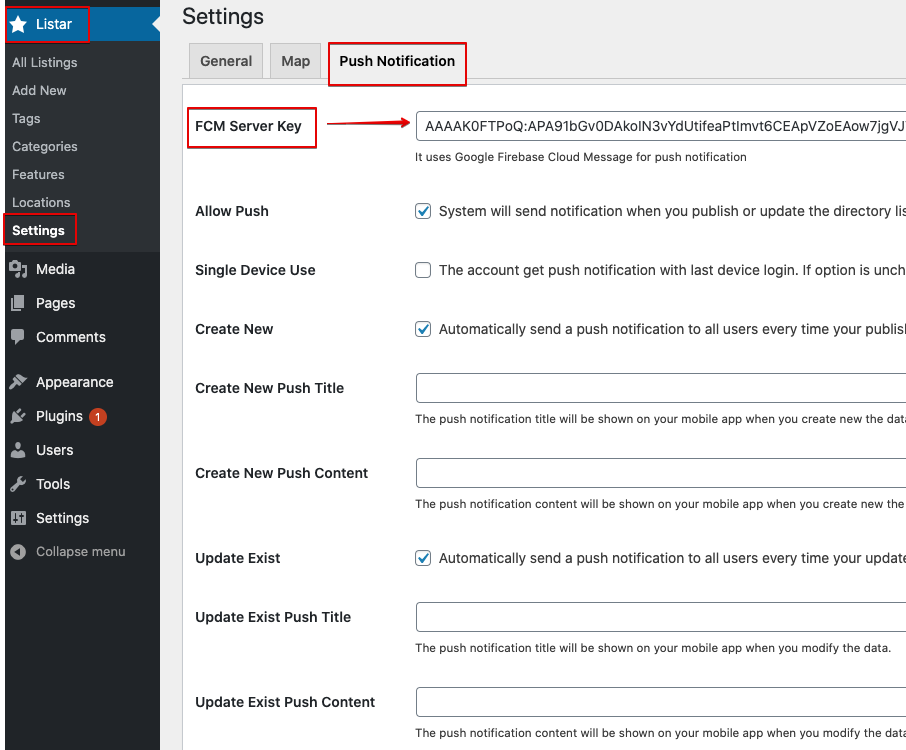 Listar
All Listings
Add New
Tags
Categories
Features
Locations
Settings
Media
Pages
Comments
Appearance
Plugins 1
Users
Tools
Settings
Collapse menu
Settings
General Map Push Notification
FCM Server Key
AAAAK0FTPoQ:APA91bGv0DAkolN3vYdUtifeaPtlmvt6CEApVZoEAow7jgVJ
It uses Google Firebase Cloud Message for push notification
Allow Push
System will send notification when you publish or update the directory lis
Single Device Use
The account get push notification with last device login. If option is unch
Create New
Automatically send a push notification to all users every time your publis
Create New Push Title
The push notification title will be shown on your mobile app when you create new the data
Create New Push Content
The push notification content will be shown on your mobile app when you create new the
Update Exist
Automatically send a push notification to all users every time your update
Update Exist Push Title
The push notification title will be shown on your mobile app when you modify the data.
Update Exist Push Content
The push notification content will be shown on your mobile app when you modify the data